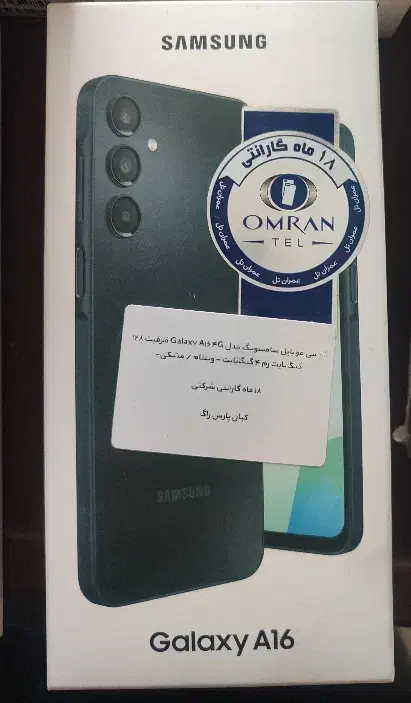 SAMSUNG
۱۸ ماه گارانتی
OMRAN
TEL
عمران تل عمران تل عمران تل عمران تل عمران تل
گوشی موبایل سامسونگ مدل Galaxy A16 4G ظرفیت ۱۲۸
گیگابایت رم ۴ گیگابایت - ویتنام / مشکی -
۱۸ ماه گارانتی شرکتی
کیان پارس راگ
SAMSUNG
Galaxy A16